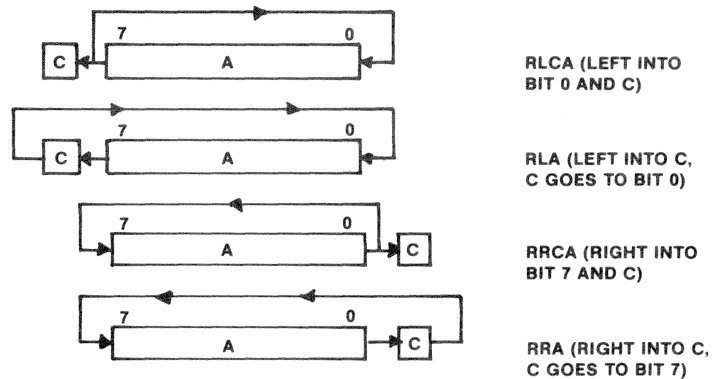 7 0
C A
RLCA (LEFT INTO
BIT 0 AND C)
7 0
C A
RLA (LEFT INTO C,
C GOES TO BIT 0)
7 0
A C
RRCA (RIGHT INTO
BIT 7 AND C)
7 0
A C
RRA (RIGHT INTO C,
C GOES TO BIT 7)